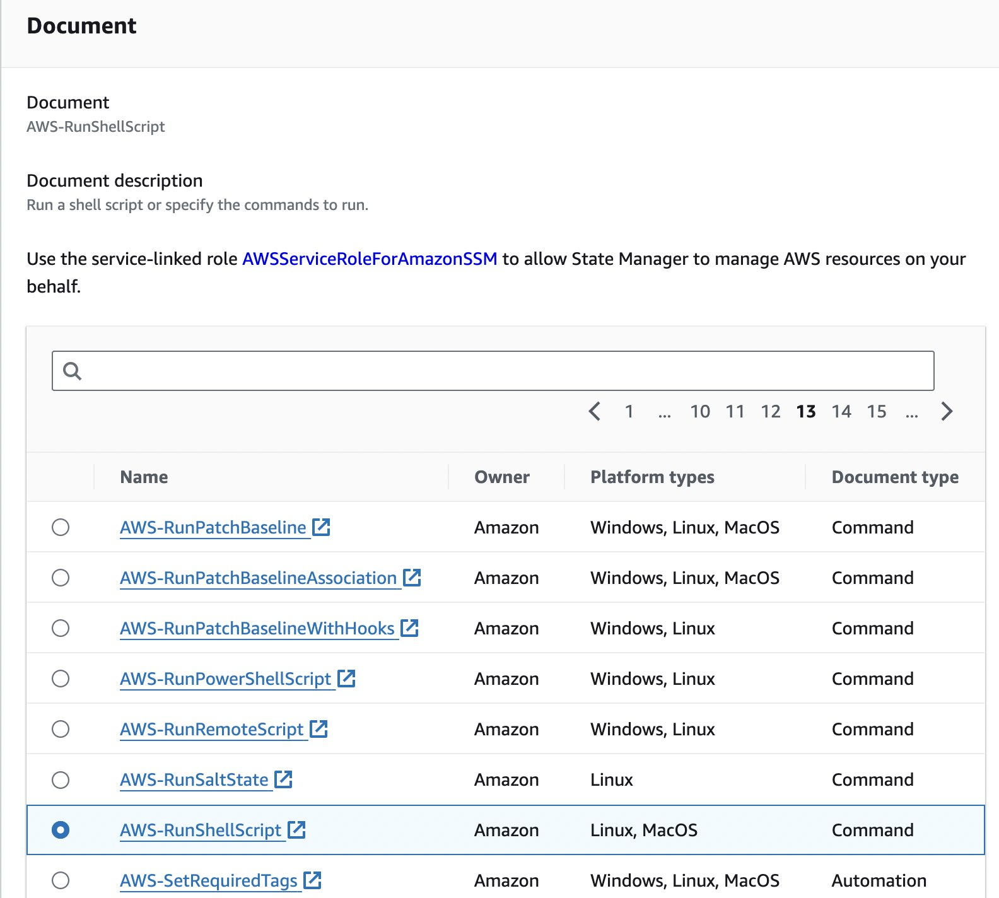 Document
Document
AWS-RunShellScript
Document description
Run a shell script or specify the commands to run.
Use the service-linked role AWSServiceRoleForAmazonSSM to allow State Manager to manage AWS resources on your
behalf.
1 ... 10 11 12 13 14 15 ...
Name Owner Platform types Document type
AWS-RunPatchBaseline Amazon Windows, Linux, MacOS Command
AWS-RunPatchBaselineAssociation Amazon Windows, Linux, MacOS Command
AWS-RunPatchBaselineWithHooks Amazon Windows, Linux Command
AWS-RunPowerShellScript Amazon Windows, Linux Command
AWS-RunRemoteScript Amazon Windows, Linux Command
AWS-RunSaltState Amazon Linux Command
AWS-RunShellScript Amazon Linux, MacOS Command
AWS-SetRequiredTags Amazon Windows, Linux, MacOS Automation